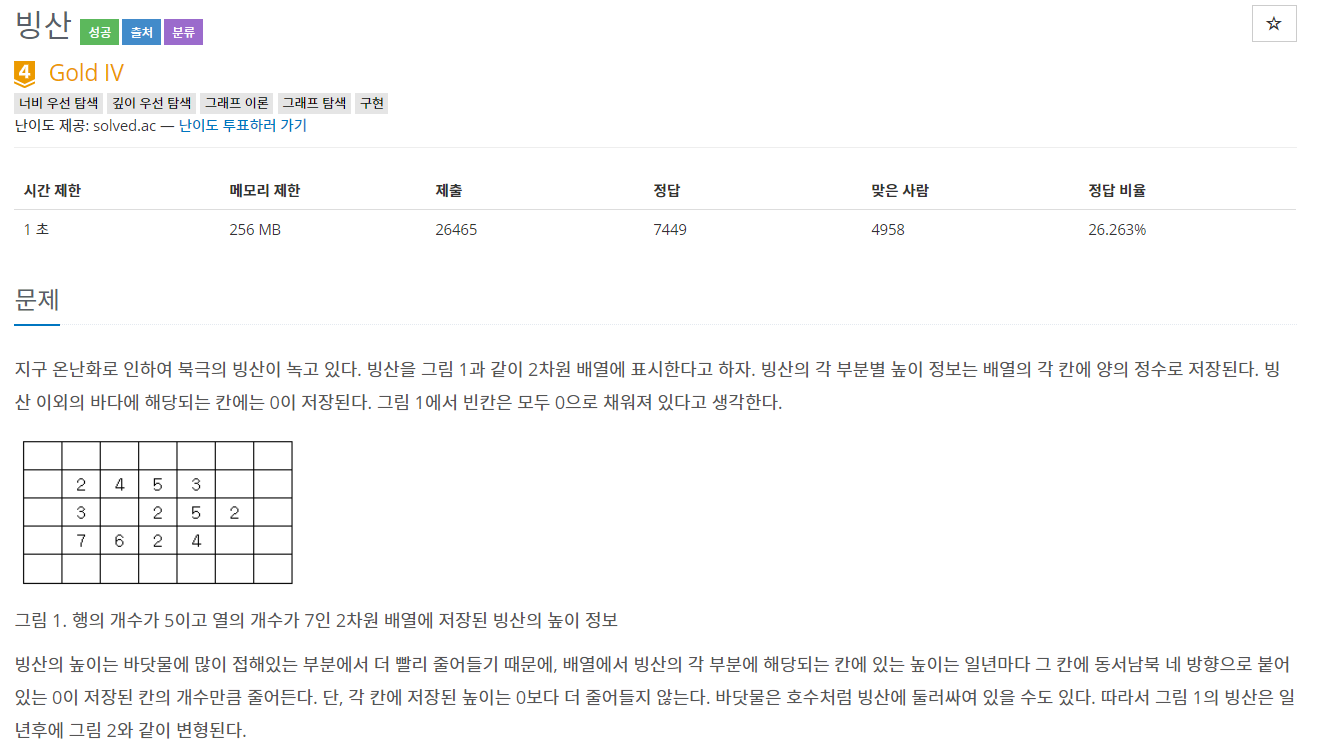 빙산 성공 출처 분류
☆
4 Gold IV
너비 우선 탐색 깊이 우선 탐색 그래프 이론 그래프 탐색 구현
난이도 제공: solved.ac — 난이도 투표하러 가기
시간 제한 메모리 제한 제출 정답 맞은 사람 정답 비율
1 초 256 MB 26465 7449 4958 26.263%
문제
지구 온난화로 인하여 북극의 빙산이 녹고 있다. 빙산을 그림 1과 같이 2차원 배열에 표시한다고 하자. 빙산의 각 부분별 높이 정보는 배열의 각 칸에 양의 정수로 저장된다. 빙
산 이외의 바다에 해당되는 칸에는 0이 저장된다. 그림 1에서 빈칸은 모두 0으로 채워져 있다고 생각한다.
2 4 5 3
3 2 5 2
7 6 2 4
그림 1. 행의 개수가 5이고 열의 개수가 7인 2차원 배열에 저장된 빙산의 높이 정보
빙산의 높이는 바닷물에 많이 접해있는 부분에서 더 빨리 줄어들기 때문에, 배열에서 빙산의 각 부분에 해당되는 칸에 있는 높이는 일년마다 그 칸에 동서남북 네 방향으로 붙어
있는 0이 저장된 칸의 개수만큼 줄어든다. 단, 각 칸에 저장된 높이는 0보다 더 줄어들지 않는다. 바닷물은 호수처럼 빙산에 둘러싸여 있을 수도 있다. 따라서 그림 1의 빙산은 일
년후에 그림 2와 같이 변형된다.